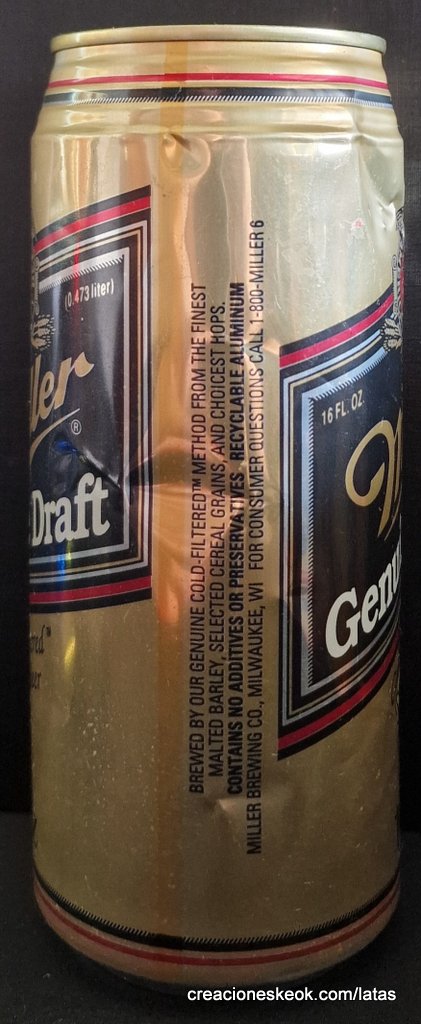 (0.473 liter)
ler
®
Draft
BREWED BY OUR GENUINE COLD-FILTERED™ METHOD FROM THE FINEST
MALTED BARLEY, SELECTED CEREAL GRAINS, AND CHOICEST HOPS.
CONTAINS NO ADDITIVES OR PRESERVATIVES RECYCLABLE ALUMINUM
MILLER BREWING CO., MILWAUKEE, WI FOR CONSUMER QUESTIONS CALL 1-800-MILLER 6
16 FL. OZ.
M
Genu
creacioneskeok.com/latas